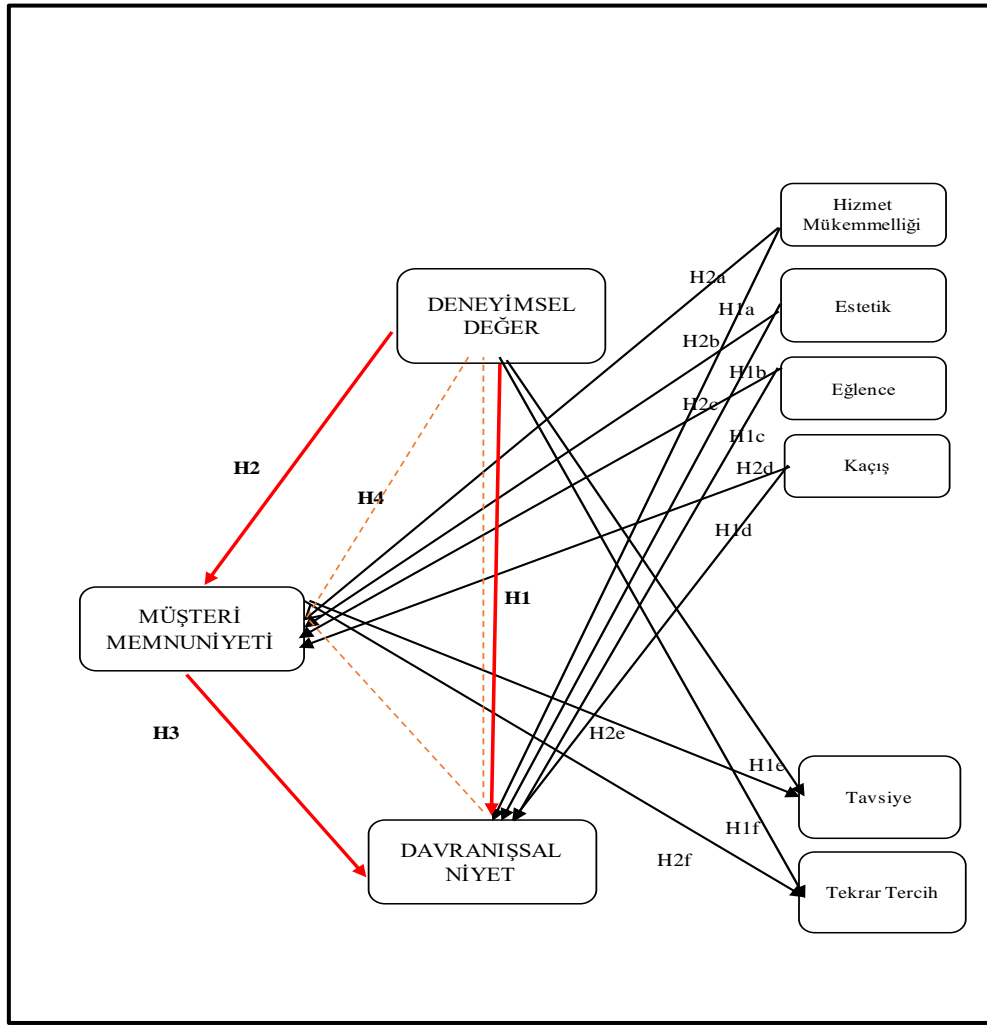 Hizmet
Mükemmelliği
H2a
DENEYİMSEL
DEĞER
H1a
Estetik
H2b
H1b
Eğlence
H2c
H1c
Kaçış
H2
H2d
H4
H1d
H1
MÜŞTERİ
MEMNUNİYETİ
H3
H2e
H1e
Tavsiye
H1f
DAVRANIŞSAL
NİYET
H2f
Tekrar Tercih